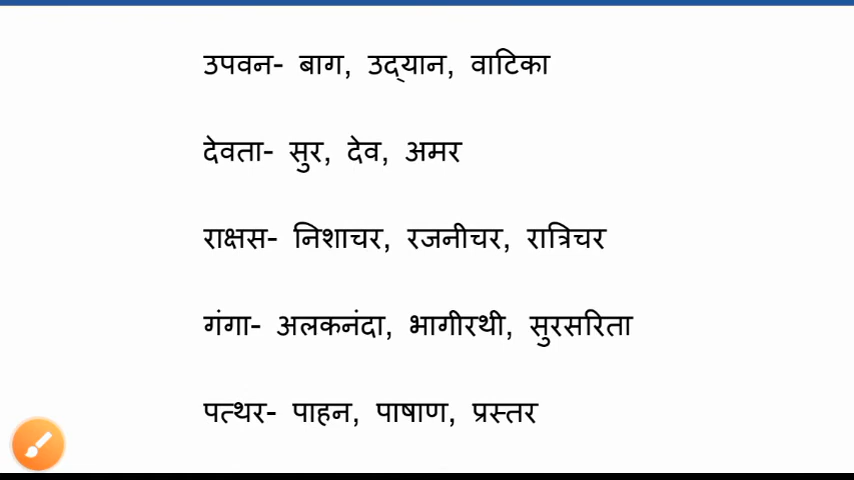 उपवन- बाग, उद्‌यान, वाटिका
देवता- सुर, देव, अमर
राक्षस- निशाचर, रजनीचर, रात्रिचर
गंगा- अलकनंदा, भागीरथी, सुरसरिता
पत्थर- पाहन, पाषाण, प्रस्तर